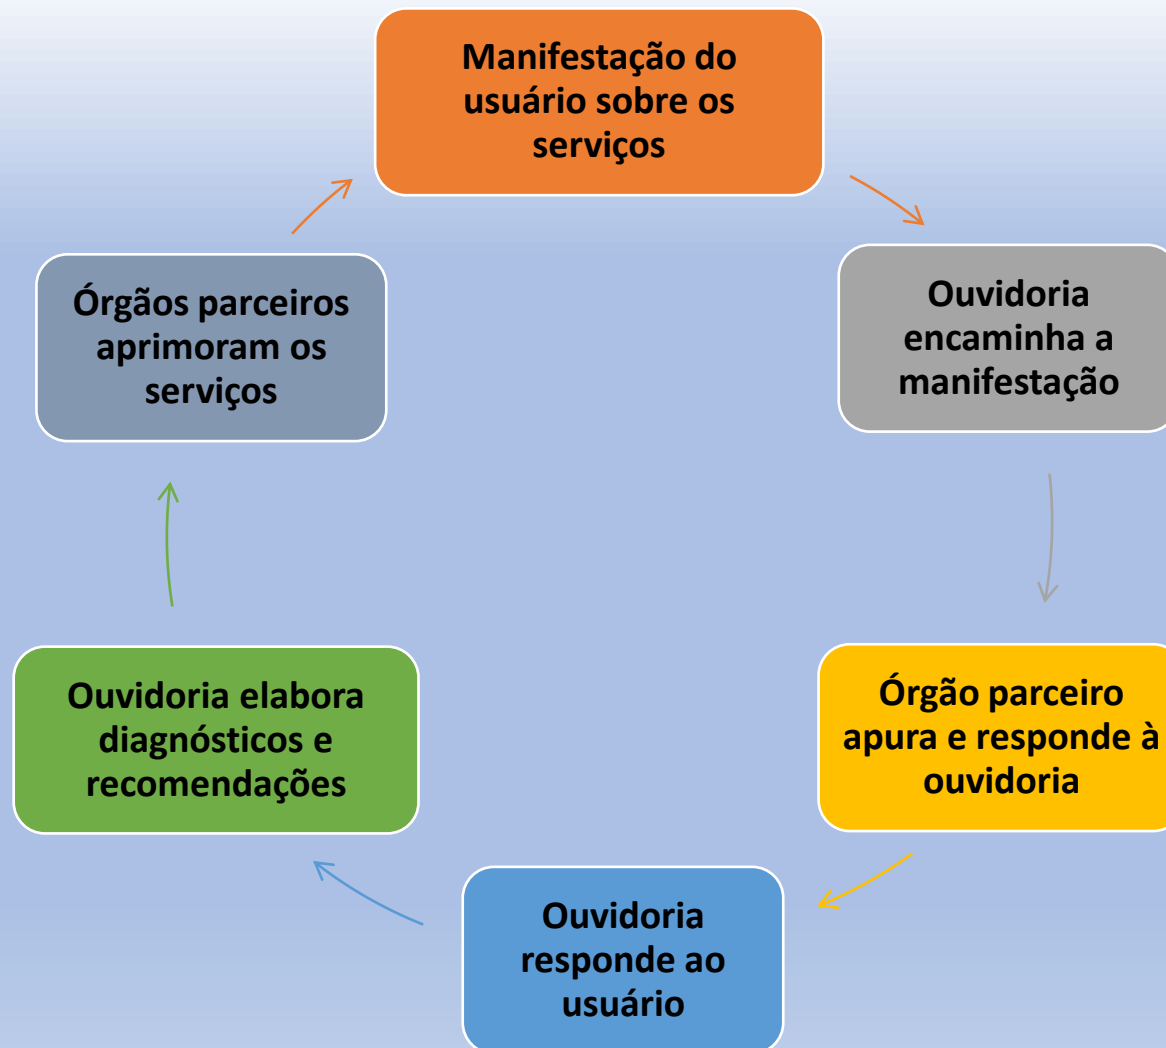 Manifestação do
usuário sobre os
serviços
Ouvidoria
encaminha a
manifestação
Órgão parceiro
apura e responde à
ouvidoria
Ouvidoria
responde ao
usuário
Ouvidoria elabora
diagnósticos e
recomendações
Órgãos parceiros
aprimoram os
serviços